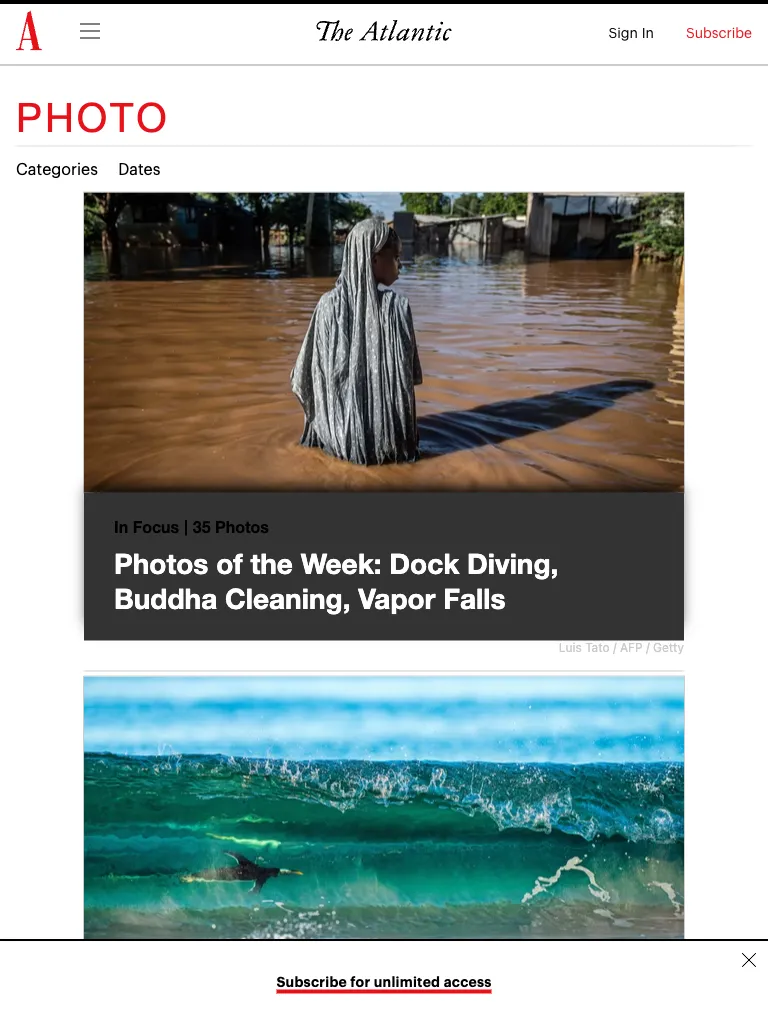 A
The Atlantic
Sign In
Subscribe
PHOTO
Categories
Dates
In Focus | 35 Photos
Photos of the Week: Dock Diving,
Buddha Cleaning, Vapor Falls
Luis Tato / AFP / Getty
Subscribe for unlimited access